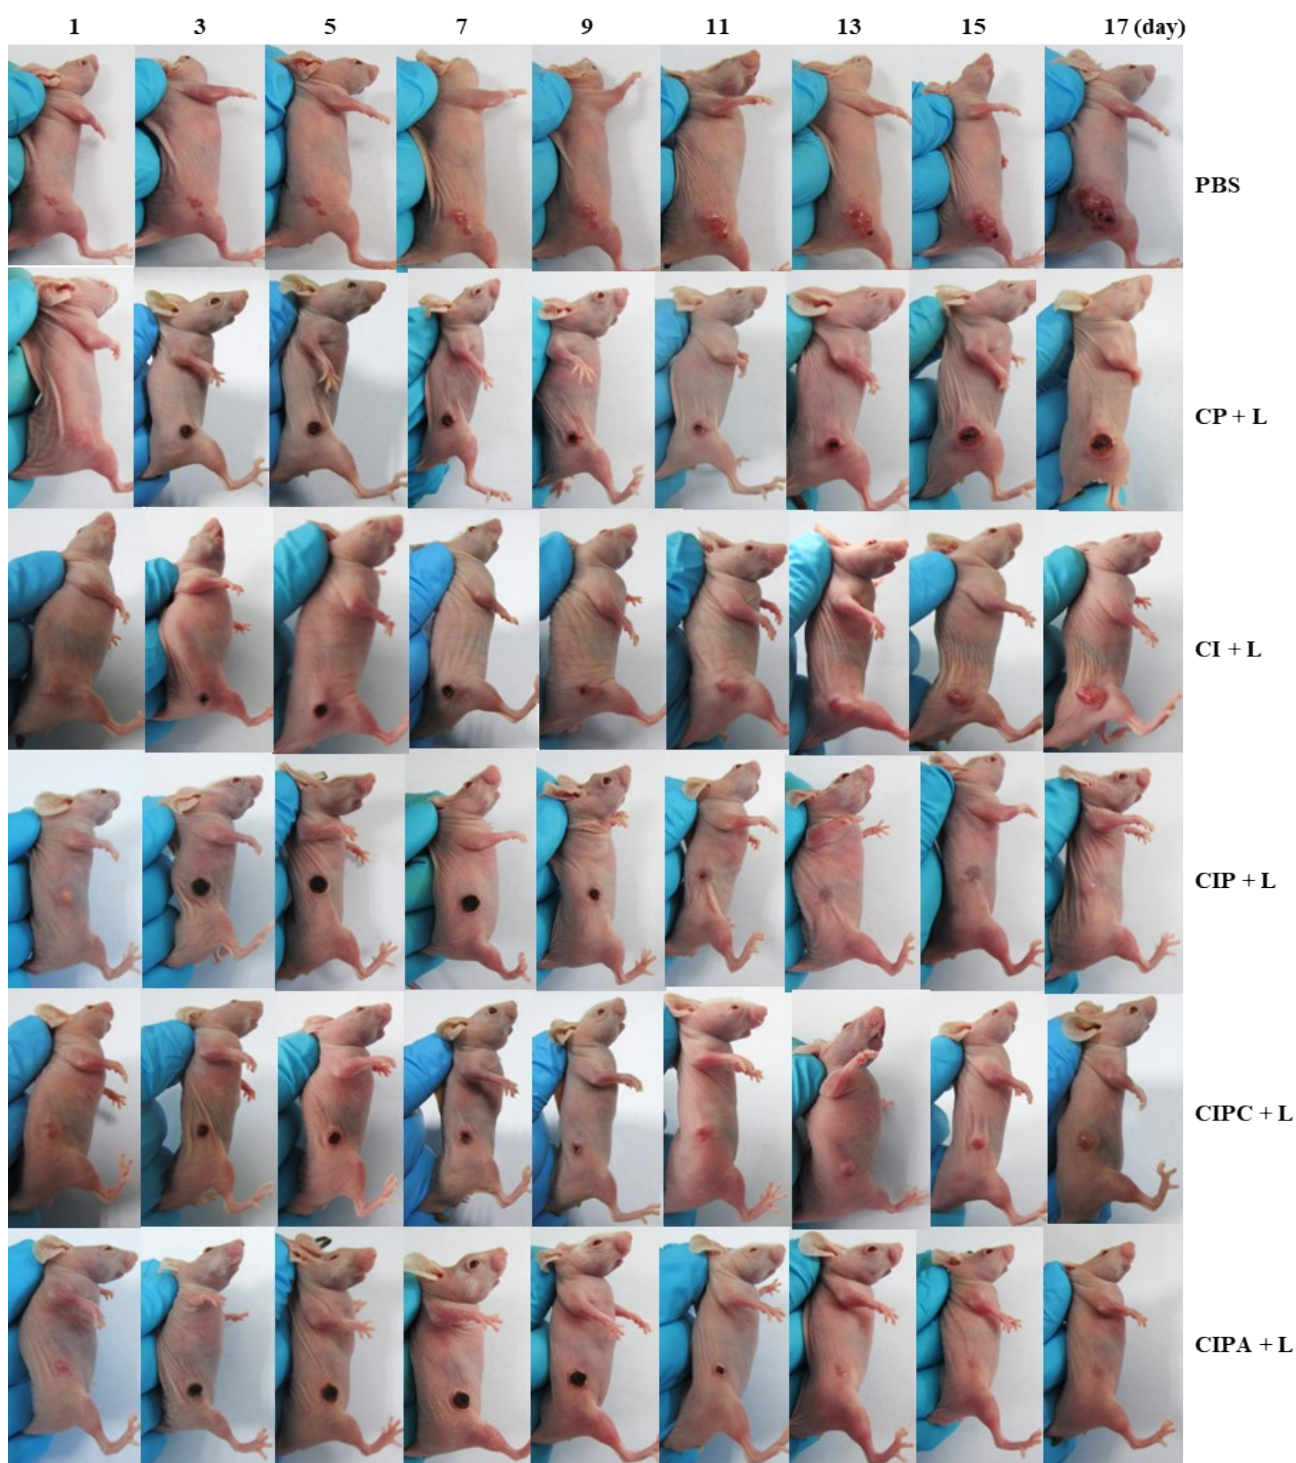 1 3 5 7 9 11 13 15 17 (day)
PBS
CP + L
CI + L
CIP + L
CIPC + L
CIPA + L